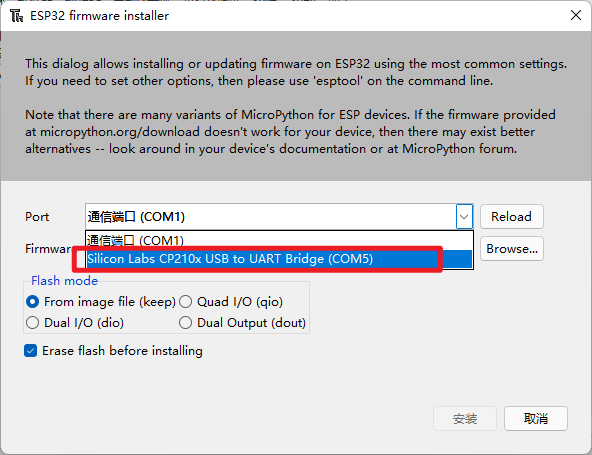 ESP32 firmware installer
This dialog allows installing or updating firmware on ESP32 using the most common settings.
If you need to set other options, then please use 'esptool' on the command line.
Note that there are many variants of MicroPython for ESP devices. If the firmware provided
at micropython.org/download doesn't work for your device, then there may exist better
alternatives -- look around in your device's documentation or at MicroPython forum.
Port 通信端口 (COM1) Reload
通信端口 (COM1)
Silicon Labs CP210x USB to UART Bridge (COM5)
Browse...
Flash mode
From image file (keep) Quad I/O (qio)
Dual I/O (dio) Dual Output (dout)
Erase flash before installing
安装 取消